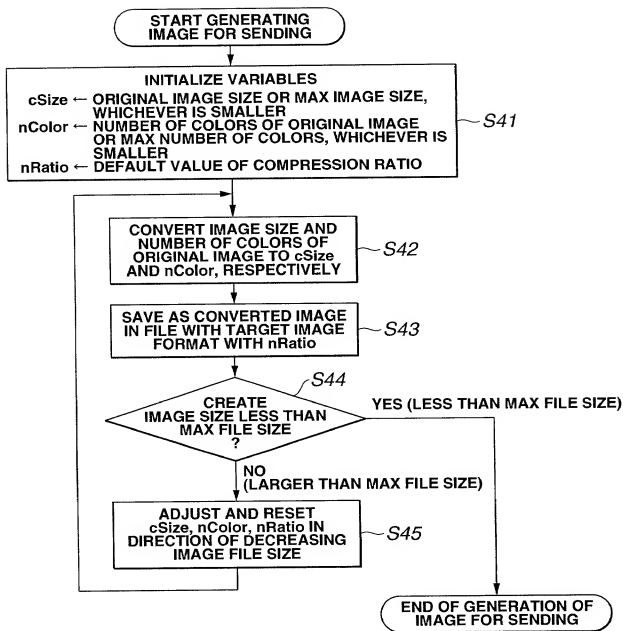 START GENERATING
IMAGE FOR SENDING
INITIALIZE VARIABLES
cSize ← ORIGINAL IMAGE SIZE OR MAX IMAGE SIZE,
WHICHEVER IS SMALLER
nColor ← NUMBER OF COLORS OF ORIGINAL IMAGE
OR MAX NUMBER OF COLORS, WHICHEVER IS
SMALLER
nRatio ← DEFAULT VALUE OF COMPRESSION RATIO
S41
CONVERT IMAGE SIZE AND
NUMBER OF COLORS OF
ORIGINAL IMAGE TO cSize
AND nColor, RESPECTIVELY
S42
SAVE AS CONVERTED IMAGE
IN FILE WITH TARGET IMAGE
FORMAT WITH nRatio
S43
S44
CREATE
IMAGE SIZE LESS THAN
MAX FILE SIZE
?
YES (LESS THAN MAX FILE SIZE)
NO
(LARGER THAN MAX FILE SIZE)
ADJUST AND RESET
cSize, nColor, nRatio IN
DIRECTION OF DECREASING
IMAGE FILE SIZE
S45
END OF GENERATION OF
IMAGE FOR SENDING